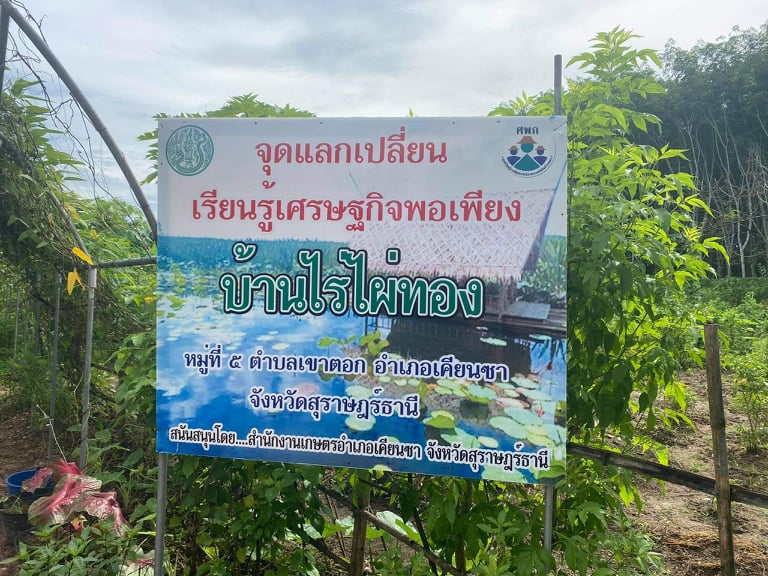 ศพก
จุดแลกเปลี่ยน
เรียนรู้เศรษฐกิจพอเพียง
บ้านไร่ไผ่ทอง
หมู่ที่ ๕ ตำบลเขาตอก อำเภอเคียนซา
จังหวัดสุราษฎร์ธานี
สนันสนุนโดย....สำนักงานเกษตรอำเภอเคียนซา จังหวัดสุราษฎร์ธานี